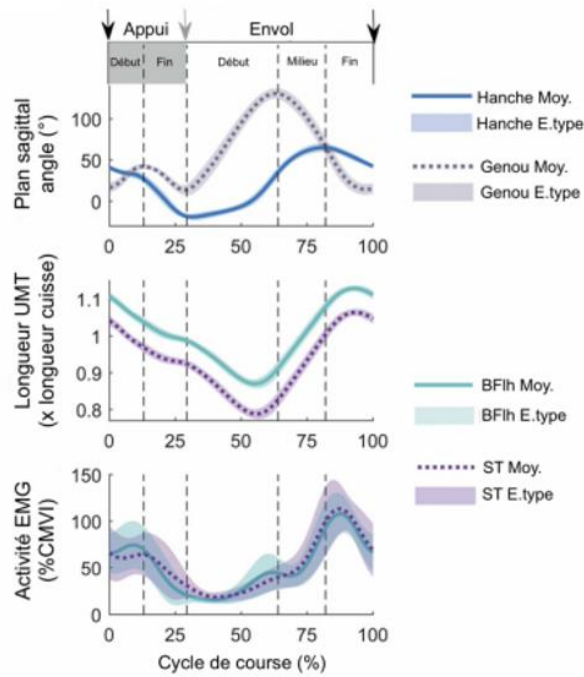 Appui Envol
Début Fin Début Milieu Fin
Plan sagittal
angle (°)
100
50
0
0 25 50 75 100
Hanche Moy.
Hanche E.type
Genou Moy.
Genou E.type
Longueur UMT
(x longueur cuisse)
1.1
1
0.9
0.8
0 25 50 75 100
BFlh Moy.
BFlh E.type
ST Moy.
ST E.type
Activité EMG
(%CMVI)
150
100
50
0
0 25 50 75 100
Cycle de course (%)